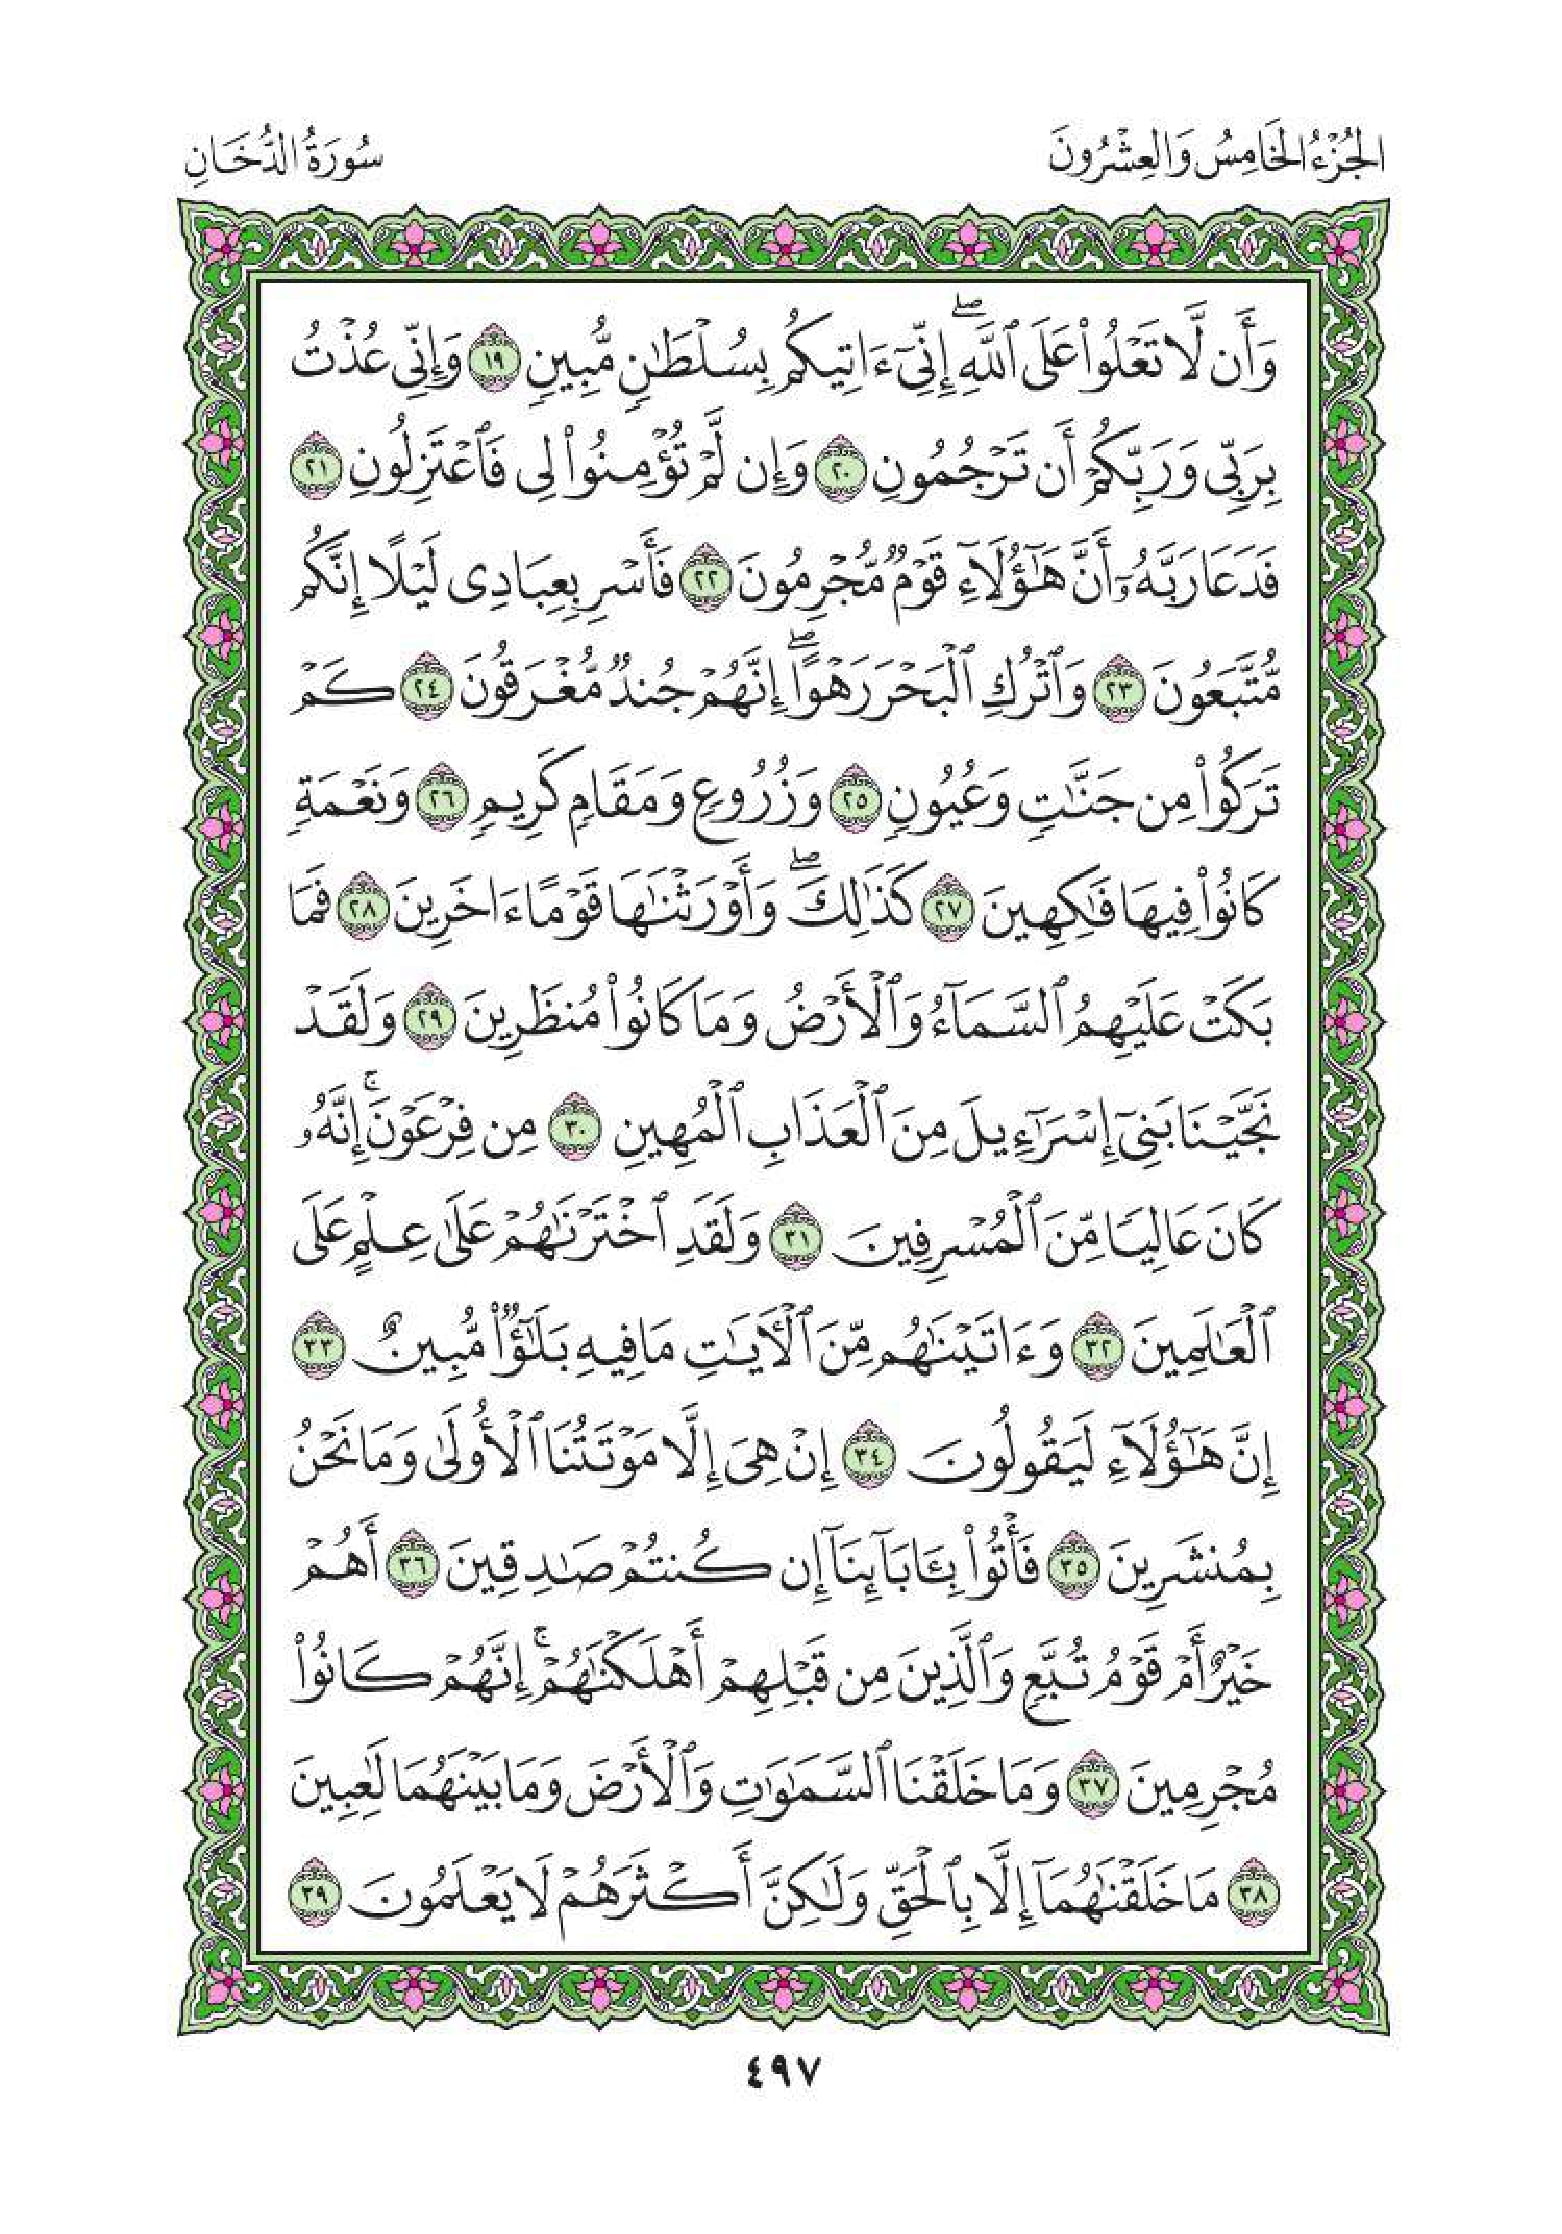 الجُزْءُ الخَامِسُ وَالعِشْرُونَ
سُورَةُ الدُّخَانِ
وَأَن لَّا تَعْلُوا۟ عَلَى ٱللَّهِ ۖ إِنِّىٓ ءَاتِيكُم بِسُلْطَـٰنٍ مُّبِينٍ ١٩ وَإِنِّى عُذْتُ
بِرَبِّى وَرَبِّكُمْ أَن تَرْجُمُونِ ٢٠ وَإِن لَّمْ تُؤْمِنُوا۟ لِى فَٱعْتَزِلُونِ ٢١
فَدَعَا رَبَّهُۥٓ أَنَّ هَـٰٓؤُلَآءِ قَوْمٌ مُّجْرِمُونَ ٢٢ فَأَسْرِ بِعِبَادِى لَيْلًا إِنَّكُم
مُّتَّبَعُونَ ٢٣ وَٱتْرُكِ ٱلْبَحْرَ رَهْوًا ۖ إِنَّهُمْ جُندٌ مُّغْرَقُونَ ٢٤ كَمْ
تَرَكُوا۟ مِن جَنَّـٰتٍ وَعُيُونٍ ٢٥ وَزُرُوعٍ وَمَقَامٍ كَرِيمٍ ٢٦ وَنَعْمَةٍ
كَانُوا۟ فِيهَا فَـٰكِهِينَ ٢٧ كَذَٰلِكَ ۖ وَأَوْرَثْنَـٰهَا قَوْمًا ءَاخَرِينَ ٢٨ فَمَا
بَكَتْ عَلَيْهِمُ ٱلسَّمَآءُ وَٱلْأَرْضُ وَمَا كَانُوا۟ مُنظَرِينَ ٢٩ وَلَقَدْ
نَجَّيْنَا بَنِىٓ إِسْرَٰٓءِيلَ مِنَ ٱلْعَذَابِ ٱلْمُهِينِ ٣٠ مِن فِرْعَوْنَ ۚ إِنَّهُۥ
كَانَ عَالِيًا مِّنَ ٱلْمُسْرِفِينَ ٣١ وَلَقَدِ ٱخْتَرْنَـٰهُمْ عَلَىٰ عِلْمٍ عَلَى
ٱلْعَـٰلَمِينَ ٣٢ وَءَاتَيْنَـٰهُم مِّنَ ٱلْـَٔايَـٰتِ مَا فِيهِ بَلَـٰٓؤٌا۟ مُّبِينٌ ٣٣
إِنَّ هَـٰٓؤُلَآءِ لَيَقُولُونَ ٣٤ إِنْ هِىَ إِلَّا مَوْتَتُنَا ٱلْأُولَىٰ وَمَا نَحْنُ
بِمُنشَرِينَ ٣٥ فَأْتُوا۟ بِـَٔابَآئِنَآ إِن كُنتُمْ صَـٰدِقِينَ ٣٦ أَهُمْ
خَيْرٌ أَمْ قَوْمُ تُبَّعٍ وَٱلَّذِينَ مِن قَبْلِهِمْ أَهْلَكْنَـٰهُمْ ۚ إِنَّهُمْ كَانُوا۟
مُجْرِمِينَ ٣٧ وَمَا خَلَقْنَا ٱلسَّمَـٰوَٰتِ وَٱلْأَرْضَ وَمَا بَيْنَهُمَا لَـٰعِبِينَ
٣٨ مَا خَلَقْنَـٰهُمَآ إِلَّا بِٱلْحَقِّ وَلَـٰكِنَّ أَكْثَرَهُمْ لَا يَعْلَمُونَ ٣٩
٤٩٧